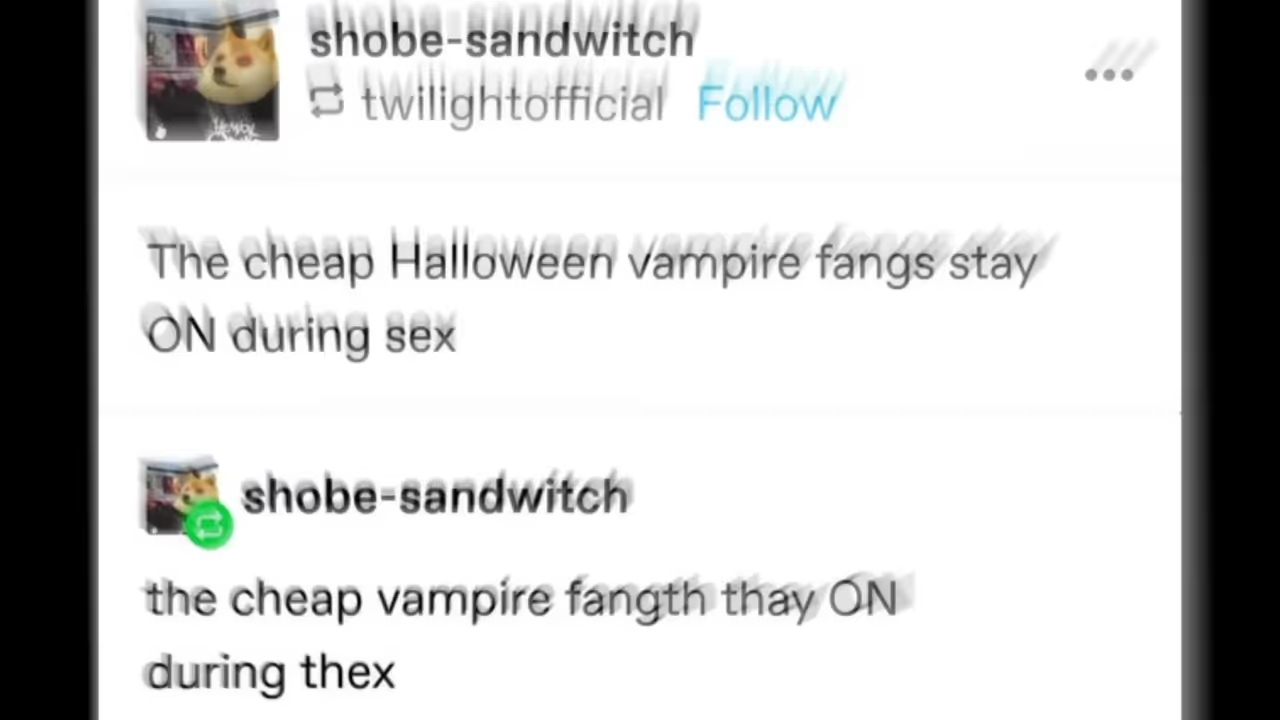 shobe-sandwitch
twilightofficial Follow
The cheap Halloween vampire fangs stay
ON during sex
shobe-sandwitch
the cheap vampire fangth thay ON
during thex